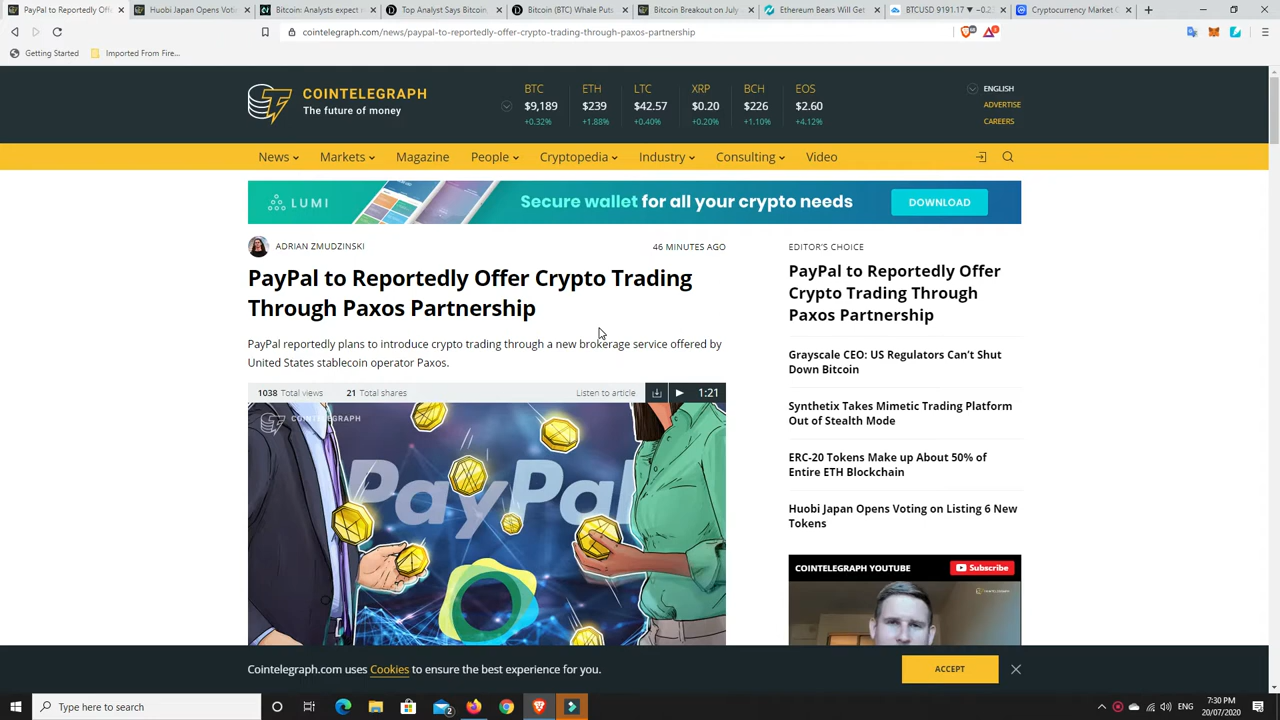 PayPal to Reportedly Offer
Huobi Japan Opens Voti
Bitcoin: Analysts expect
Top Analyst Says Bitcoin
Bitcoin (BTC) Whale Puts
Bitcoin Breakout on July
Ethereum Bears Will Get
BTCUSD 9191.17 ▼ −0.2
Cryptocurrency Market C
cointelegraph.com/news/paypal-to-reportedly-offer-crypto-trading-through-paxos-partnership
Getting Started
Imported From Fire...
COINTELEGRAPH
The future of money
BTC ETH LTC XRP BCH EOS
$9,189 $239 $42.57 $0.20 $226 $2.60
+0.32% +1.88% +0.40% +0.20% +1.10% +4.12%
ENGLISH
ADVERTISE
CAREERS
News Markets Magazine People Cryptopedia Industry Consulting Video
LUMI Secure wallet for all your crypto needs DOWNLOAD
ADRIAN ZMUDZINSKI 46 MINUTES AGO
PayPal to Reportedly Offer Crypto Trading
Through Paxos Partnership
PayPal reportedly plans to introduce crypto trading through a new brokerage service offered by
United States stablecoin operator Paxos.
1038 Total views 21 Total shares Listen to article 1:21
COINTELEGRAPH
PayPal
EDITOR'S CHOICE
PayPal to Reportedly Offer
Crypto Trading Through
Paxos Partnership
Grayscale CEO: US Regulators Can't Shut
Down Bitcoin
Synthetix Takes Mimetic Trading Platform
Out of Stealth Mode
ERC-20 Tokens Make up About 50% of
Entire ETH Blockchain
Huobi Japan Opens Voting on Listing 6 New
Tokens
COINTELEGRAPH YOUTUBE Subscribe
Cointelegraph.com uses Cookies to ensure the best experience for you.
ACCEPT
Type here to search
2
ENG
7:30 PM
20/07/2020